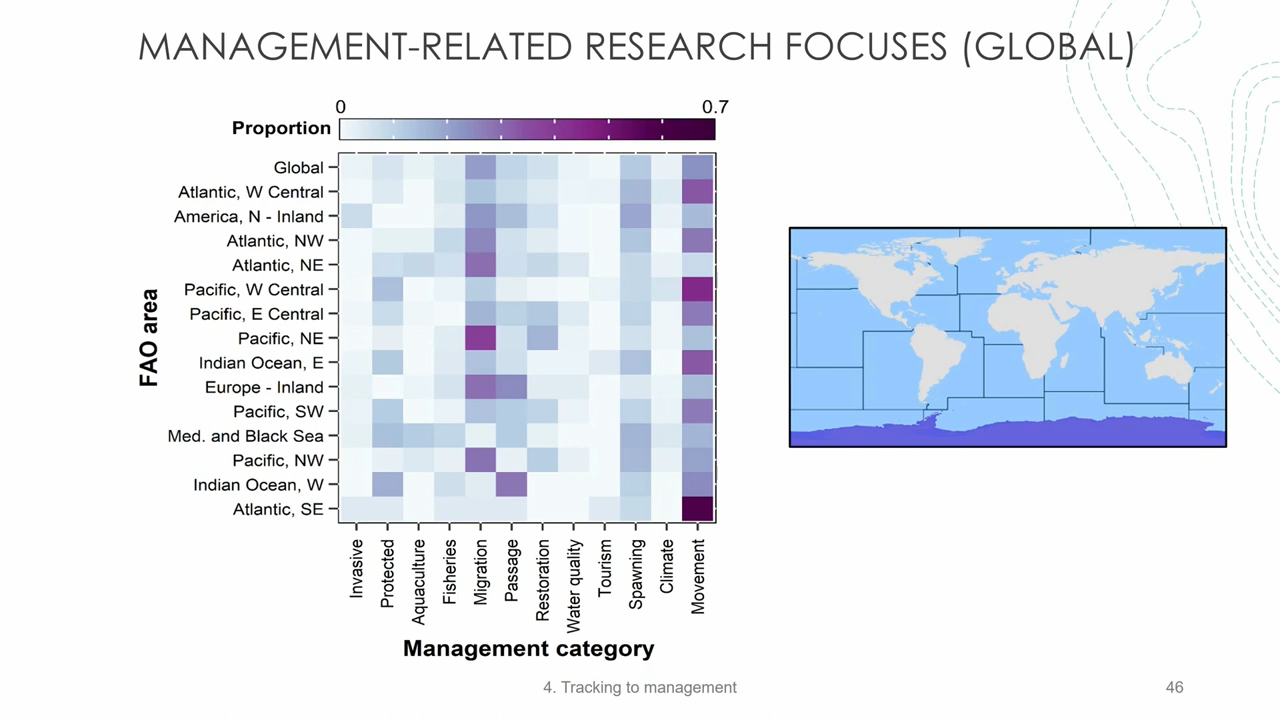 MANAGEMENT-RELATED RESEARCH FOCUSES (GLOBAL)
0 0.7
Proportion
FAO area
Global
Atlantic, W Central
America, N - Inland
Atlantic, NW
Atlantic, NE
Pacific, W Central
Pacific, E Central
Pacific, NE
Indian Ocean, E
Europe - Inland
Pacific, SW
Med. and Black Sea
Pacific, NW
Indian Ocean, W
Atlantic, SE
Invasive
Protected
Aquaculture
Fisheries
Migration
Passage
Restoration
Water quality
Tourism
Spawning
Climate
Movement
Management category
4. Tracking to management
46